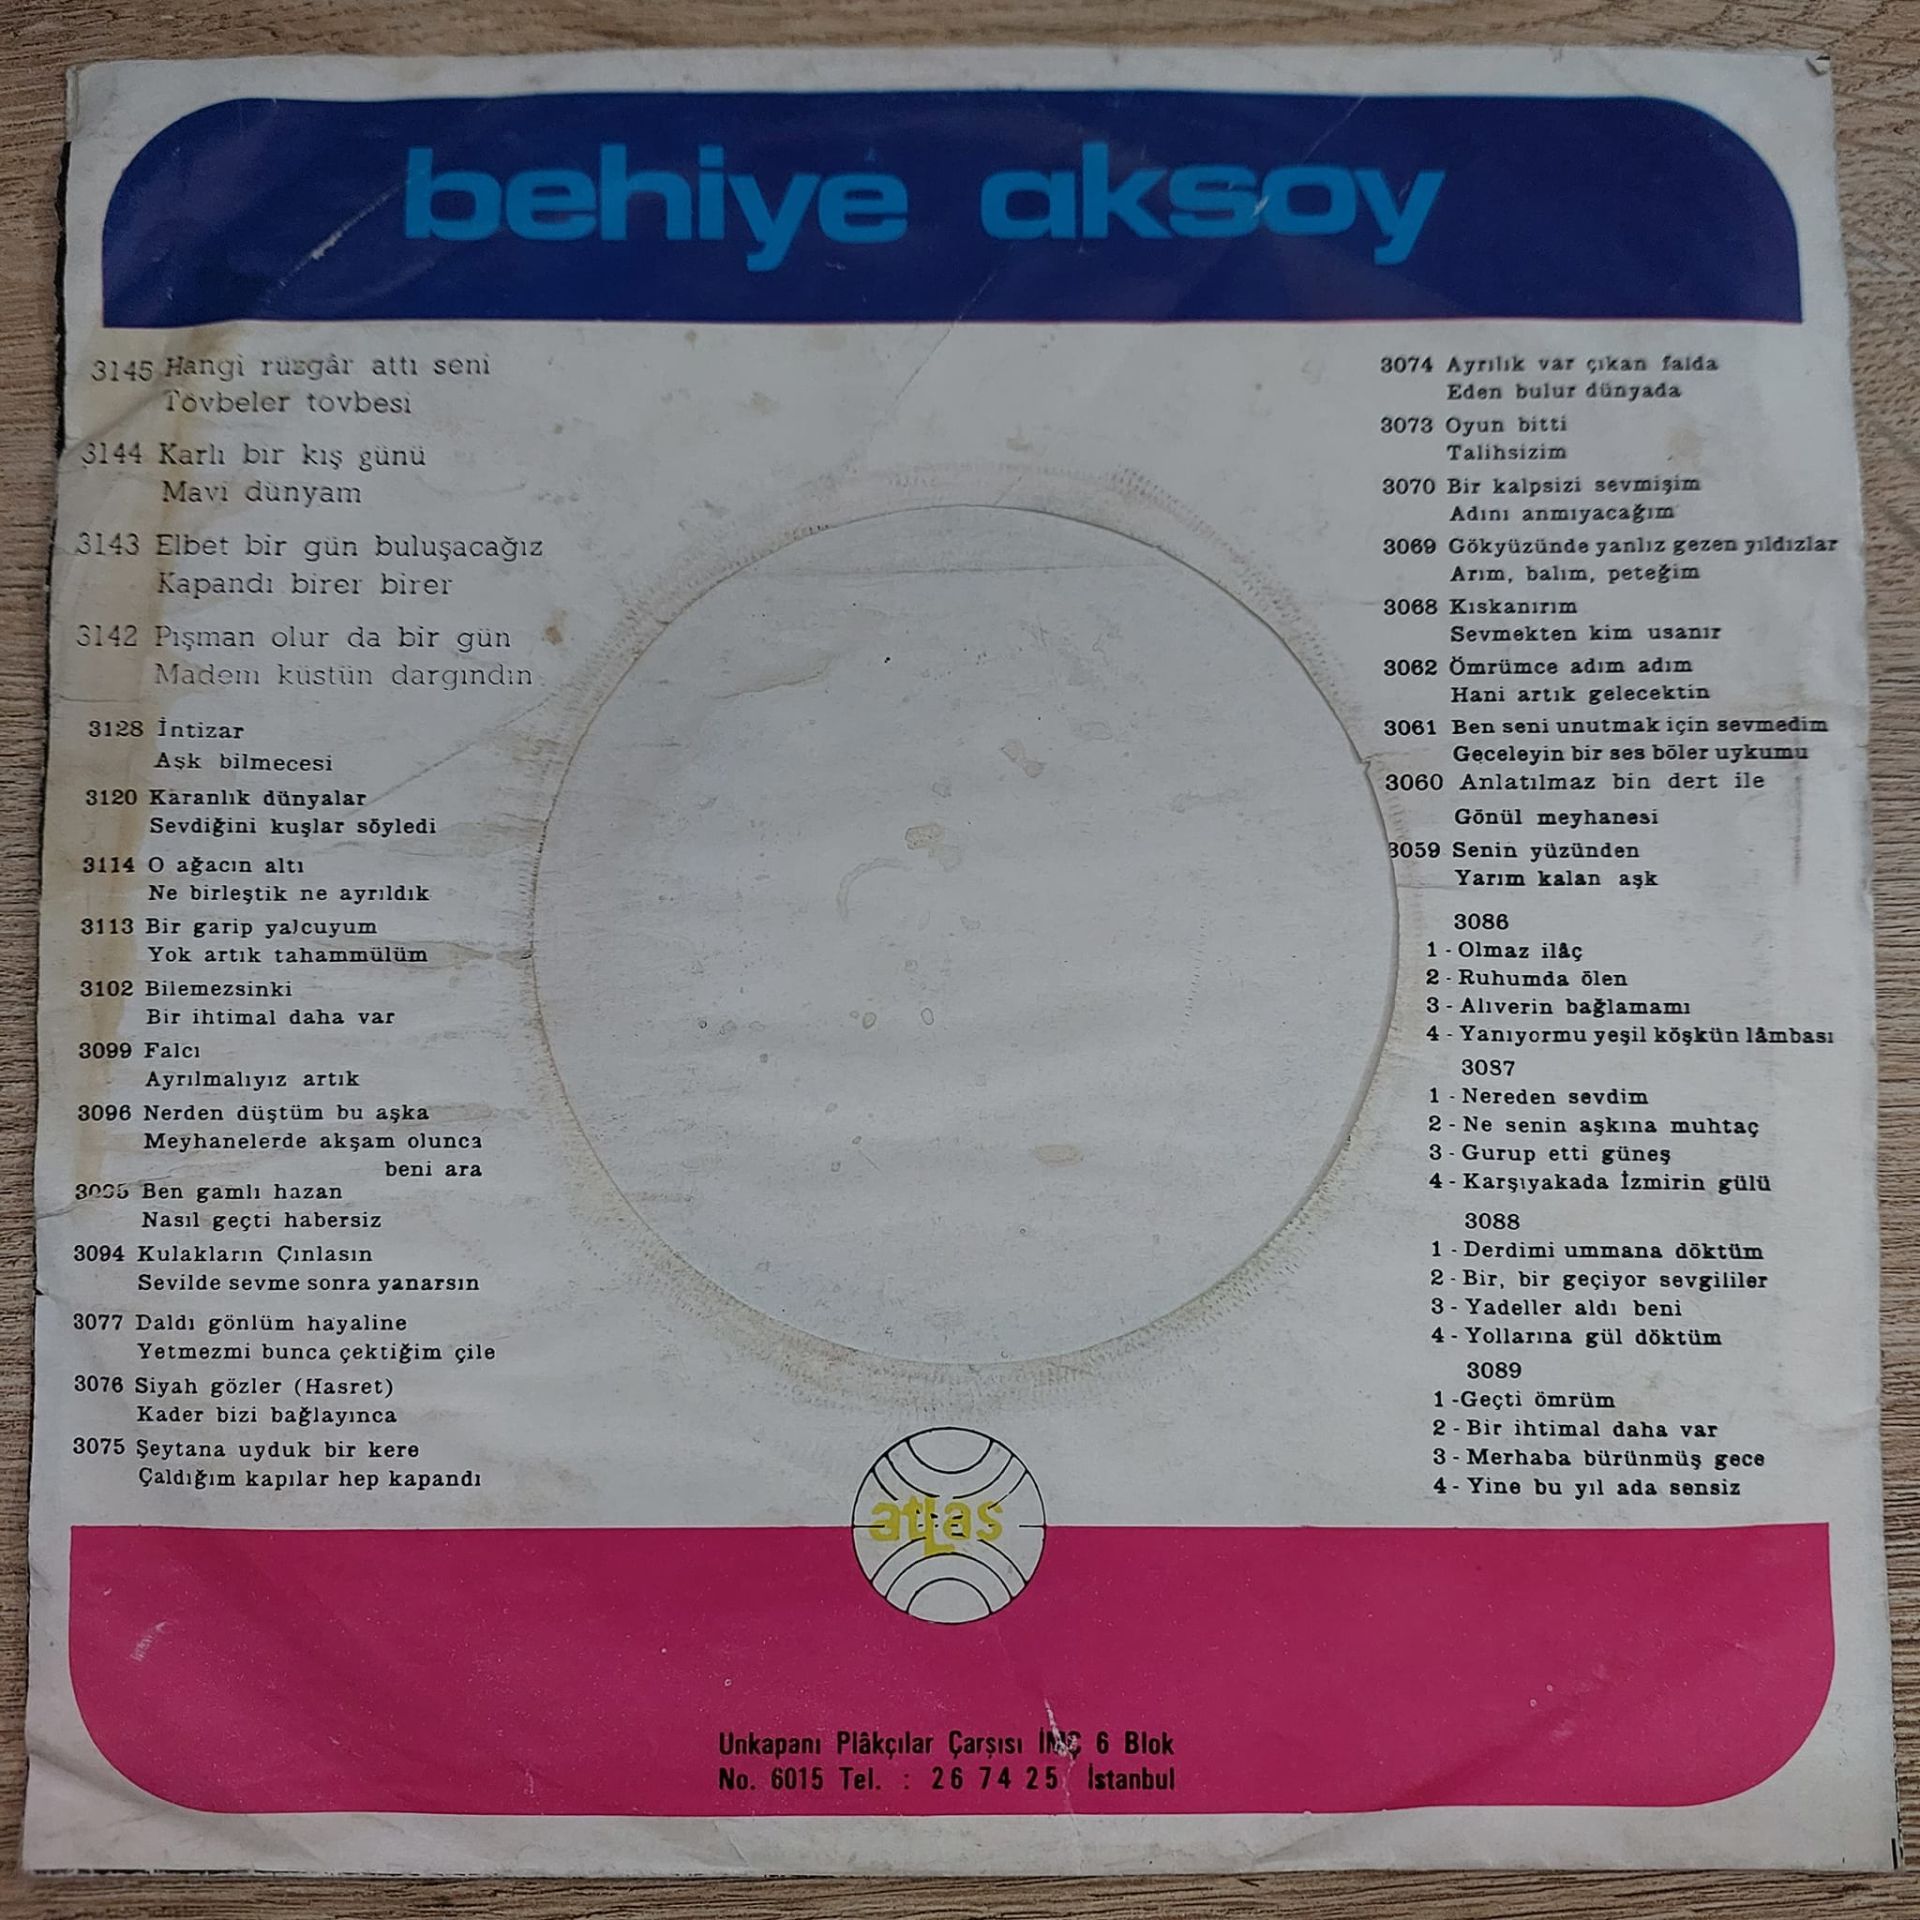 behiye aksoy
3145 Hangi rüzgâr attı seni
Tövbeler tovbesi
3144 Karlı bir kış günü
Mavi dünyam
3143 Elbet bir gün buluşacağız
Kapandı birer birer
3142 Pişman olur da bir gün
Madem küstün dargındın
3128 İntizar
Aşk bilmecesi
3120 Karanlık dünyalar
Sevdiğini kuşlar söyledi
3114 O ağacın altı
Ne birleştik ne ayrıldık
3113 Bir garip yalcuyum
Yok artık tahammülüm
3102 Bilemezsinki
Bir ihtimal daha var
3099 Falcı
Ayrılmalıyız artık
3096 Nerden düştüm bu aşka
Meyhanelerde akşam olunca
beni ara
3095 Ben gamlı hazan
Nasıl geçti habersiz
3094 Kulakların Çınlasın
Sevilde sevme sonra yanarsın
3077 Daldı gönlüm hayaline
Yetmezmi bunca çektiğim çile
3076 Siyah gözler (Hasret)
Kader bizi bağlayınca
3075 Şeytana uyduk bir kere
Çaldığım kapılar hep kapandı
3074 Ayrılık var çıkan falda
Eden bulur dünyada
3073 Oyun bitti
Talihsizim
3070 Bir kalpsizi sevmişim
Adını anmıyacağım
3069 Gökyüzünde yanlız gezen yıldızlar
Arım, balım, peteğim
3068 Kıskanırım
Sevmekten kim usanır
3062 Ömrümce adım adım
Hani artık gelecektin
3061 Ben seni unutmak için sevmedim
Geceleyin bir ses böler uykumu
3060 Anlatılmaz bin dert ile
Gönül meyhanesi
3059 Senin yüzünden
Yarım kalan aşk
3086
1 - Olmaz ilâç
2 - Ruhumda ölen
3 - Alıverin bağlamamı
4 - Yanıyormu yeşil köşkün lâmbası
3087
1 - Nereden sevdim
2 - Ne senin aşkına muhtaç
3 - Gurup etti güneş
4 - Karşıyakada İzmirin gülü
3088
1 - Derdimi ummana döktüm
2 - Bir, bir geçiyor sevgililer
3 - Yadeller aldı beni
4 - Yollarına gül döktüm
3089
1 -Geçti ömrüm
2 - Bir ihtimal daha var
3 - Merhaba bürünmüş gece
4 - Yine bu yıl ada sensiz
atLas
Unkapanı Plâkçılar Çarşısı İMÇ 6 Blok
No. 6015 Tel. : 26 74 25 İstanbul